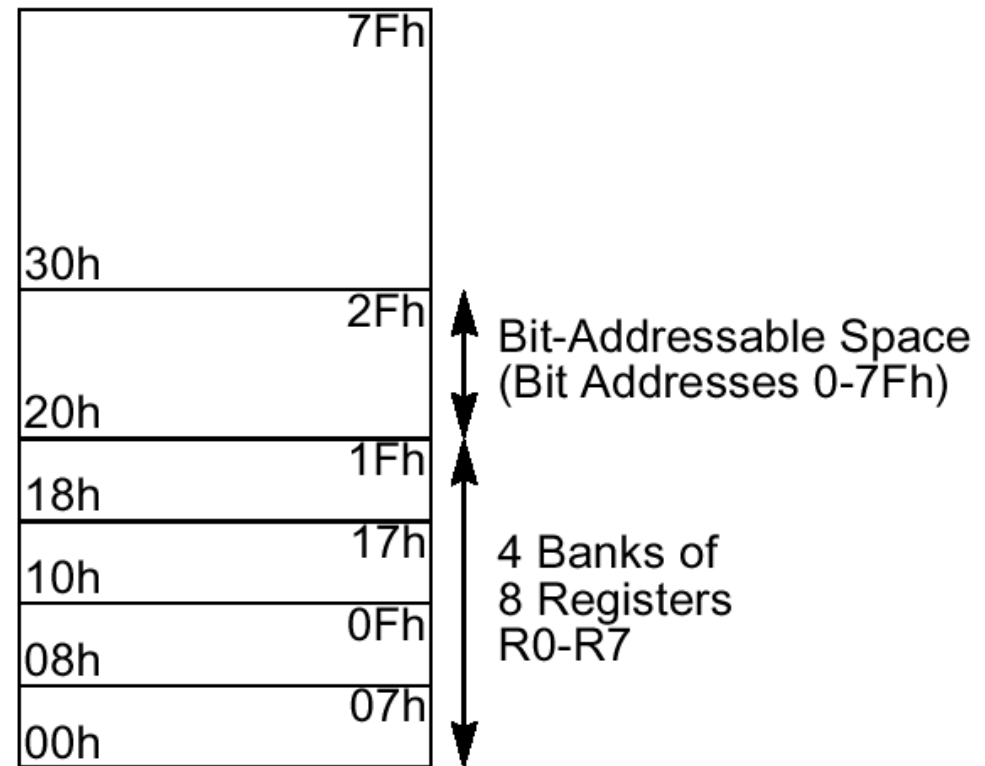 7Fh
30h
2Fh
Bit-Addressable Space
(Bit Addresses 0-7Fh)
20h
1Fh
18h
17h
4 Banks of
10h
8 Registers
0Fh
R0-R7
08h
07h
00h